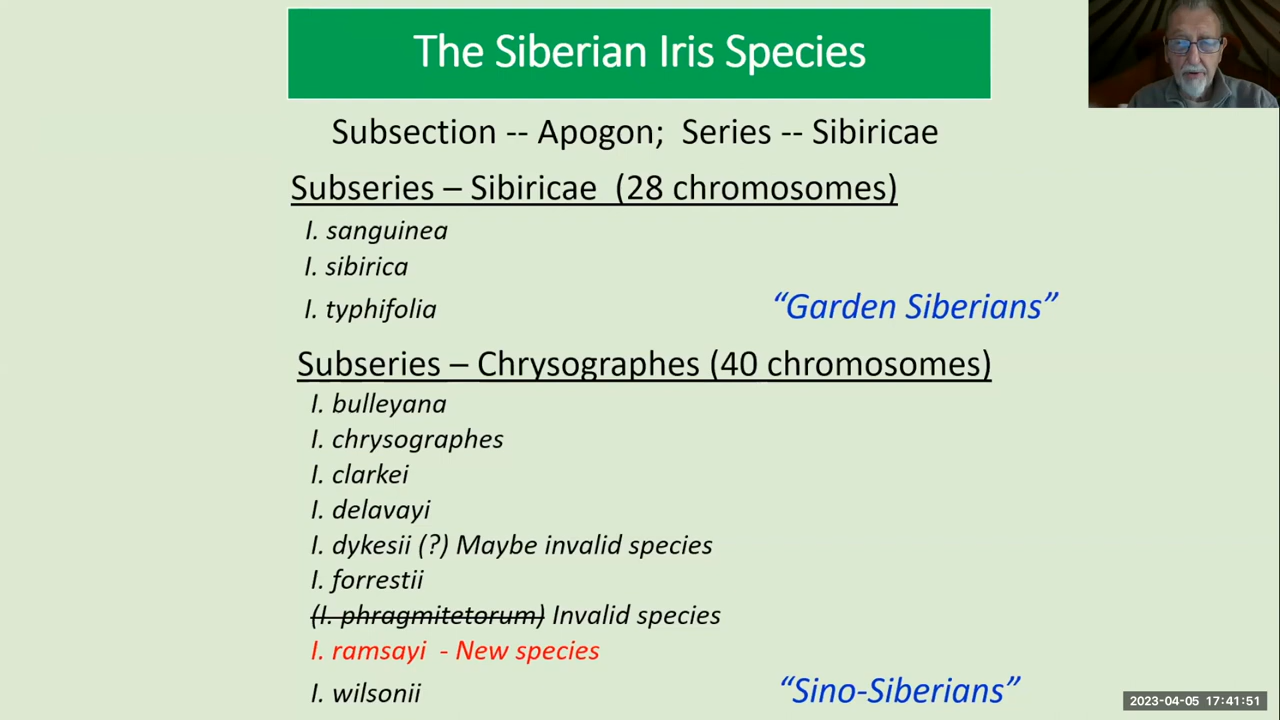 The Siberian Iris Species
Subsection -- Apogon;  Series -- Sibiricae
Subseries – Sibiricae  (28 chromosomes)
I. sanguinea
I. sibirica
I. typhifolia
“Garden Siberians”
Subseries – Chrysographes (40 chromosomes)
I. bulleyana
I. chrysographes
I. clarkei
I. delavayi
I. dykesii (?) Maybe invalid species
I. forrestii
(I. phragmitetorum) Invalid species
I. ramsayi  - New species
I. wilsonii
“Sino-Siberians”
2023-04-05  17:41:51